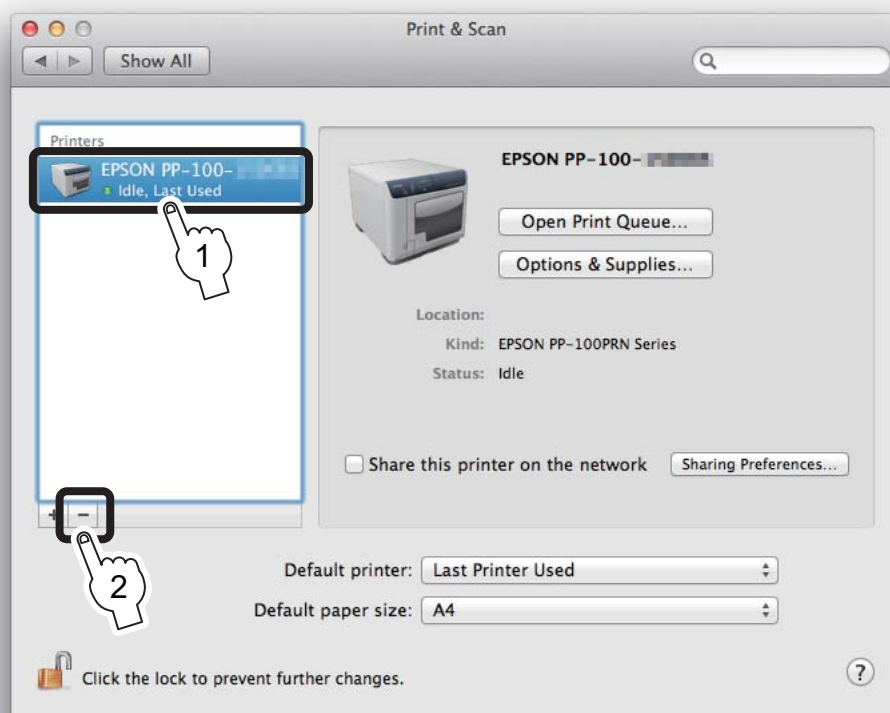 Print & Scan
Show All
Printers
EPSON PP-100-
Idle, Last Used
1
EPSON PP-100-
Open Print Queue...
Options & Supplies...
Location:
Kind: EPSON PP-100PRN Series
Status: Idle
Share this printer on the network
Sharing Preferences...
+ -
2
Default printer: Last Printer Used
Default paper size: A4
Click the lock to prevent further changes.
?